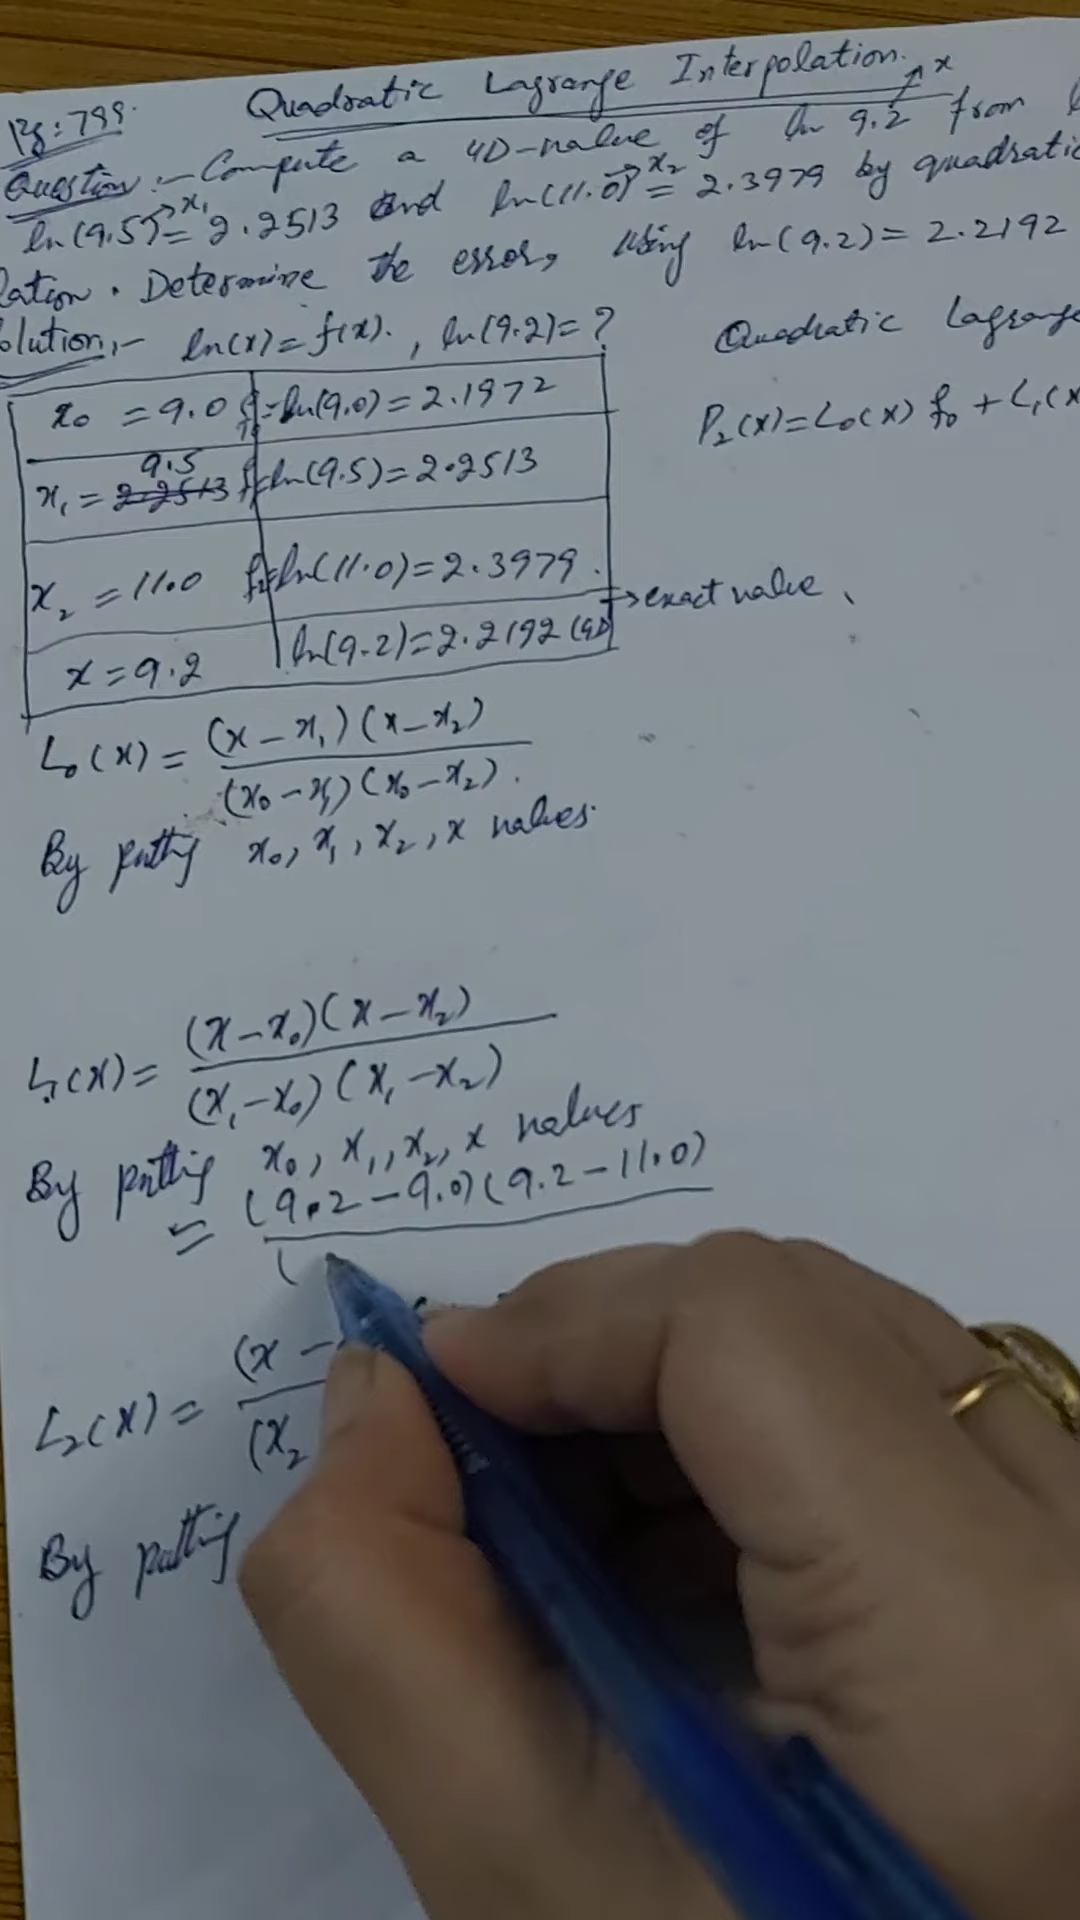 Pg:799.
Quadratic Lagrange Interpolation.
x
Question:- Compute a 4D-value of ln 9.2 from
ln(9.5) = 2.2513 and ln(11.0) = 2.3979 by quadratic
x₁ x₂
lation. Determine the error, using ln(9.2) = 2.2192
olution,- ln(x) = f(x). , ln(9.2) = ?
Quadratic Lagrange
x₀ = 9.0 f₀=ln(9.0) = 2.1972
P₂(x)=L₀(x) f₀ + L₁(x
9.5
x₁ = 2.2513 f₁=ln(9.5) = 2.2513
x₂ = 11.0 f₂=ln(11.0) = 2.3979.
→ exact value
x = 9.2 ln(9.2) = 2.2192 (4D)
L₀(x) = (x - x₁)(x - x₂)
(x₀ - x₁)(x₀ - x₂).
By putting x₀, x₁, x₂, x values.
L₁(x) = (x - x₀)(x - x₂)
(x₁ - x₀)(x₁ - x₂)
By putting x₀, x₁, x₂, x values
= (9.2 - 9.0)(9.2 - 11.0)
(
L₂(x) = (x -
(x₂
By putting